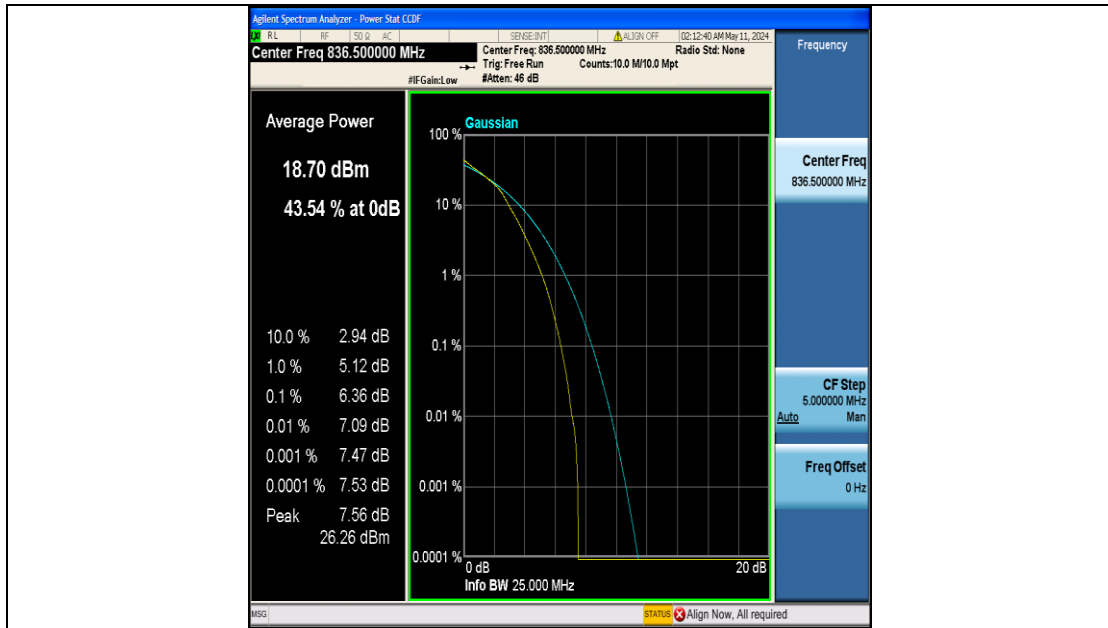 Agilent Spectrum Analyzer - Power Stat CCDF
RL RF 50 Ω AC SENSE:INT ALIGN OFF 02:12:40 AM May 11, 2024
Center Freq 836.500000 MHz
Center Freq: 836.500000 MHz Radio Std: None
Trig: Free Run Counts:10.0 M/10.0 Mpt
#IFGain:Low #Atten: 46 dB
Frequency
Average Power
18.70 dBm
43.54 % at 0dB
10.0 % 2.94 dB
1.0 % 5.12 dB
0.1 % 6.36 dB
0.01 % 7.09 dB
0.001 % 7.47 dB
0.0001 % 7.53 dB
Peak 7.56 dB
26.26 dBm
Gaussian
100 %
10 %
1 %
0.1 %
0.01 %
0.001 %
0.0001 %
0 dB 20 dB
Info BW 25.000 MHz
Center Freq
836.500000 MHz
CF Step
5.000000 MHz
Auto Man
Freq Offset
0 Hz
MSG STATUS Align Now, All required